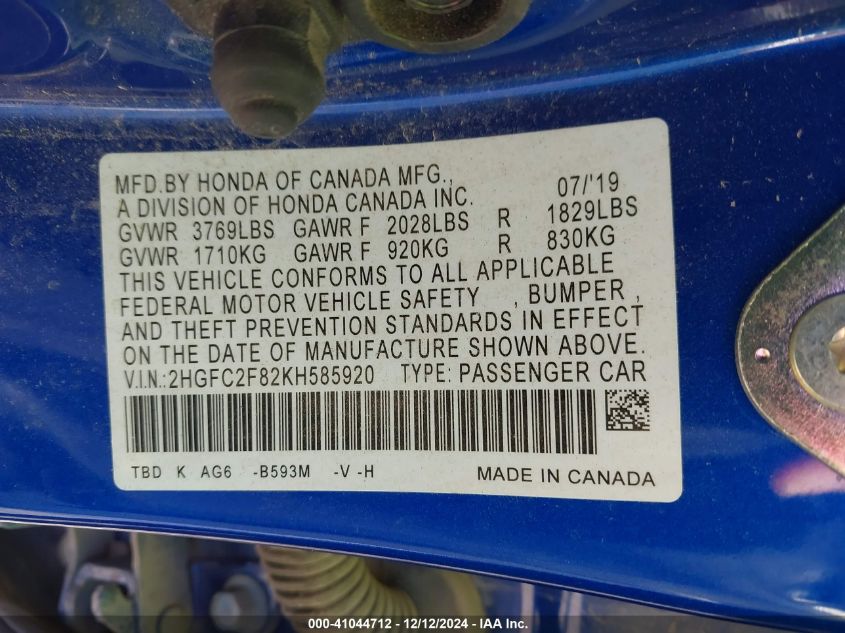 MFD.BY HONDA OF CANADA MFG., 07/'19
A DIVISION OF HONDA CANADA INC.
GVWR 3769LBS GAWR F 2028LBS R 1829LBS
GVWR 1710KG GAWR F 920KG R 830KG
THIS VEHICLE CONFORMS TO ALL APPLICABLE
FEDERAL MOTOR VEHICLE SAFETY , BUMPER ,
AND THEFT PREVENTION STANDARDS IN EFFECT
ON THE DATE OF MANUFACTURE SHOWN ABOVE.
V.I.N.:2HGFC2F82KH585920 TYPE: PASSENGER CAR
TBD K AG6 -B593M -V -H MADE IN CANADA
000-41044712 - 12/12/2024 - IAA Inc.